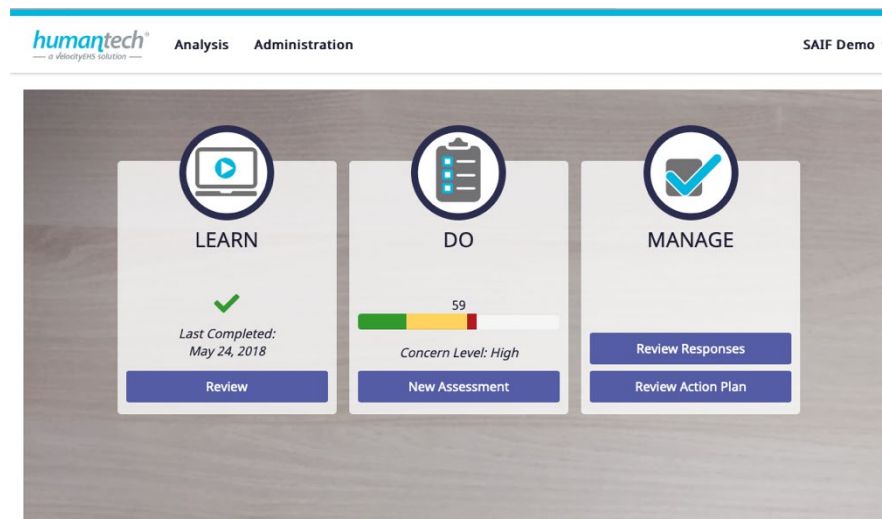 humantech®
a VelocityEHS solution
Analysis
Administration
SAIF Demo
LEARN
Last Completed:
May 24, 2018
Review
DO
59
Concern Level: High
New Assessment
MANAGE
Review Responses
Review Action Plan